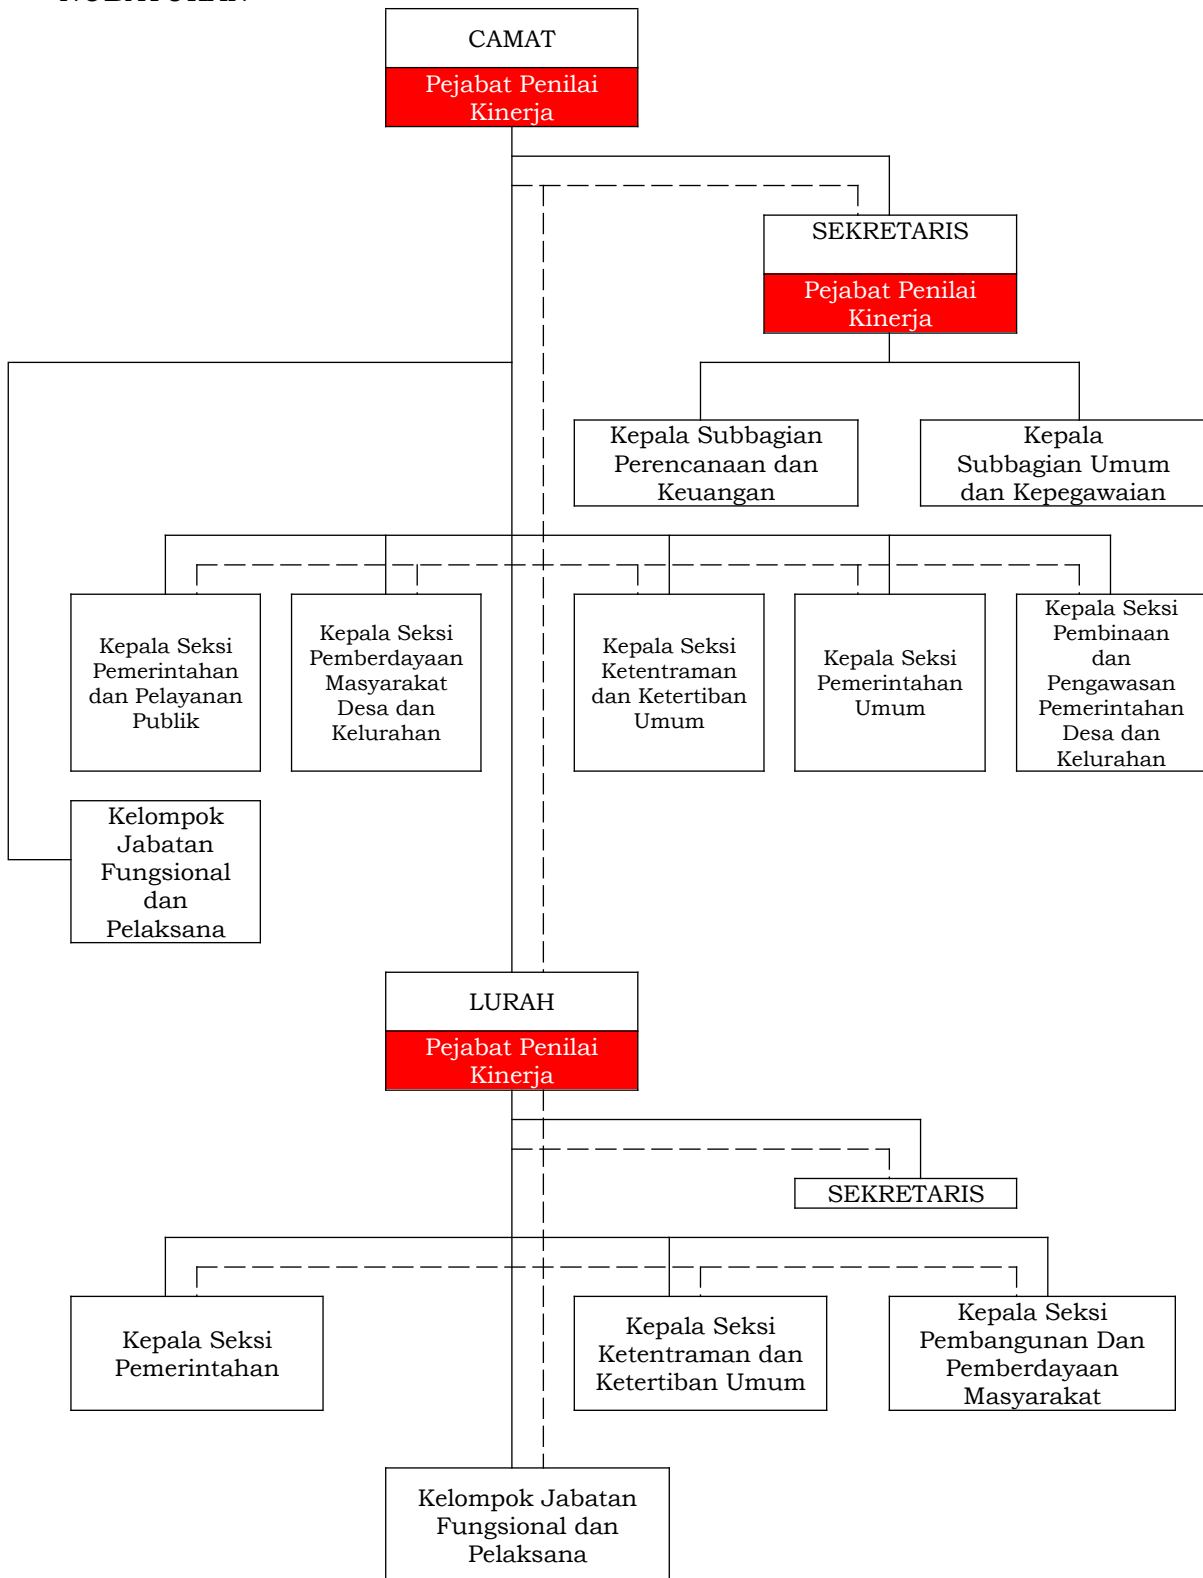 CAMAT
Pejabat Penilai
Kinerja
SEKRETARIS
Pejabat Penilai
Kinerja
Kepala Subbagian
Perencanaan dan
Keuangan
Kepala
Subbagian Umum
dan Kepegawaian
Kepala Seksi
Pemerintahan
dan Pelayanan
Publik
Kepala Seksi
Pemberdayaan
Masyarakat
Desa dan
Kelurahan
Kepala Seksi
Ketentraman
dan Ketertiban
Umum
Kepala Seksi
Pemerintahan
Umum
Kepala Seksi
Pembinaan
dan
Pengawasan
Pemerintahan
Desa dan
Kelurahan
Kelompok
Jabatan
Fungsional
dan
Pelaksana
LURAH
Pejabat Penilai
Kinerja
SEKRETARIS
Kepala Seksi
Pemerintahan
Kepala Seksi
Ketentraman dan
Ketertiban Umum
Kepala Seksi
Pembangunan Dan
Pemberdayaan
Masyarakat
Kelompok Jabatan
Fungsional dan
Pelaksana